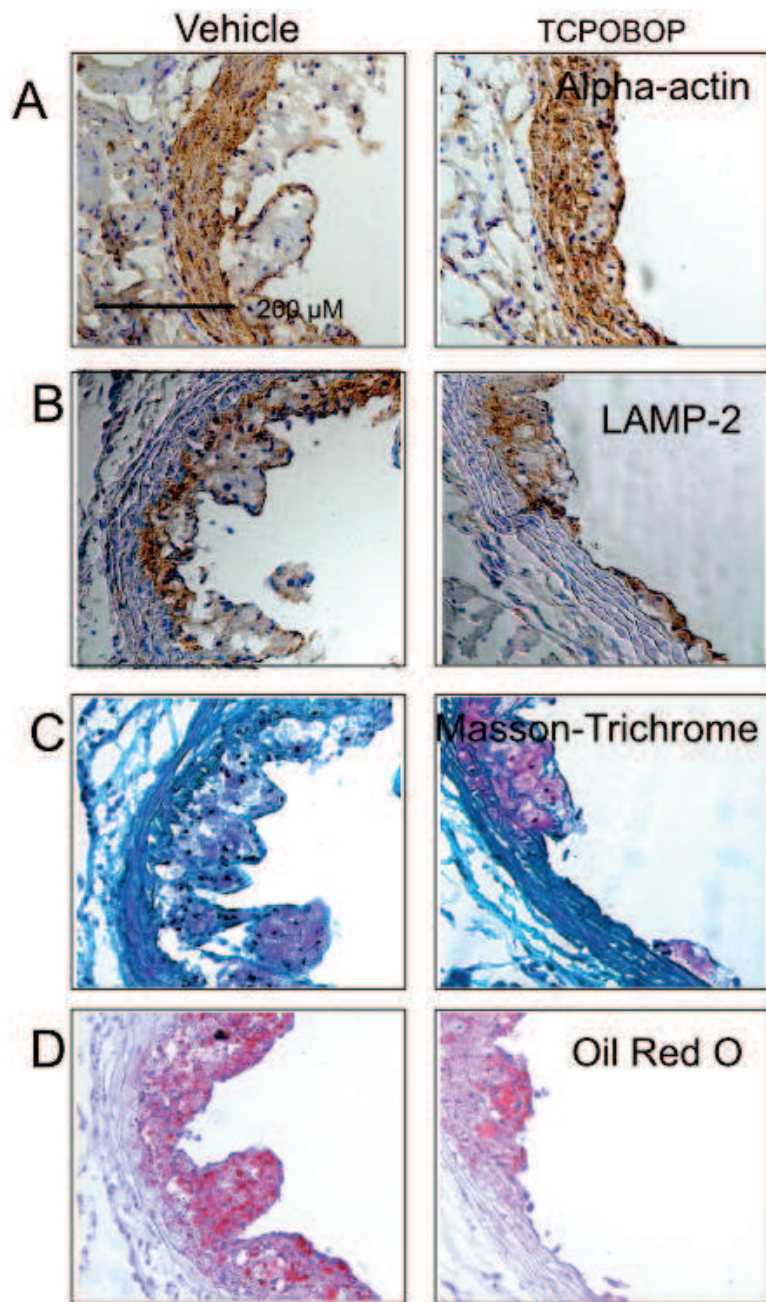 Vehicle
TCPOBOP
A
Alpha-actin
200 µM
B
LAMP-2
C
Masson-Trichrome
D
Oil Red O